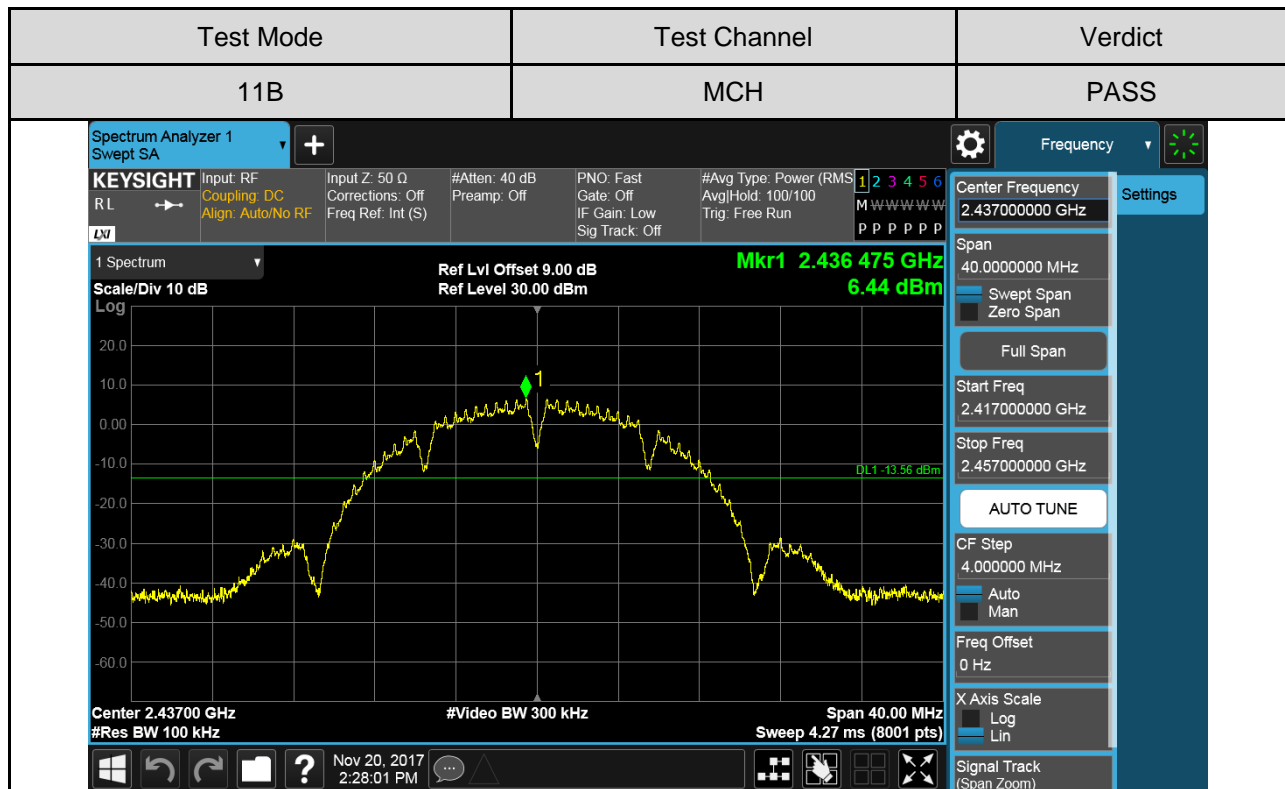 Test Mode Test Channel Verdict
11B MCH PASS
Spectrum Analyzer 1
Swept SA
+
Frequency
KEYSIGHT
RL
LXI
Input: RF
Coupling: DC
Align: Auto/No RF
Input Z: 50 Ω
Corrections: Off
Freq Ref: Int (S)
#Atten: 40 dB
Preamp: Off
PNO: Fast
Gate: Off
IF Gain: Low
Sig Track: Off
#Avg Type: Power (RMS
Avg|Hold: 100/100
Trig: Free Run
1 2 3 4 5 6
M W W W W W
P P P P P P
1 Spectrum
Scale/Div 10 dB
Ref Lvl Offset 9.00 dB
Ref Level 30.00 dBm
Mkr1 2.436 475 GHz
6.44 dBm
Log
20.0
10.0
0.00
-10.0
-20.0
-30.0
-40.0
-50.0
-60.0
1
DL1 -13.56 dBm
Center 2.43700 GHz
#Res BW 100 kHz
#Video BW 300 kHz
Span 40.00 MHz
Sweep 4.27 ms (8001 pts)
?
Nov 20, 2017
2:28:01 PM
Settings
Center Frequency
2.437000000 GHz
Span
40.0000000 MHz
Swept Span
Zero Span
Full Span
Start Freq
2.417000000 GHz
Stop Freq
2.457000000 GHz
AUTO TUNE
CF Step
4.000000 MHz
Auto
Man
Freq Offset
0 Hz
X Axis Scale
Log
Lin
Signal Track
(Span Zoom)